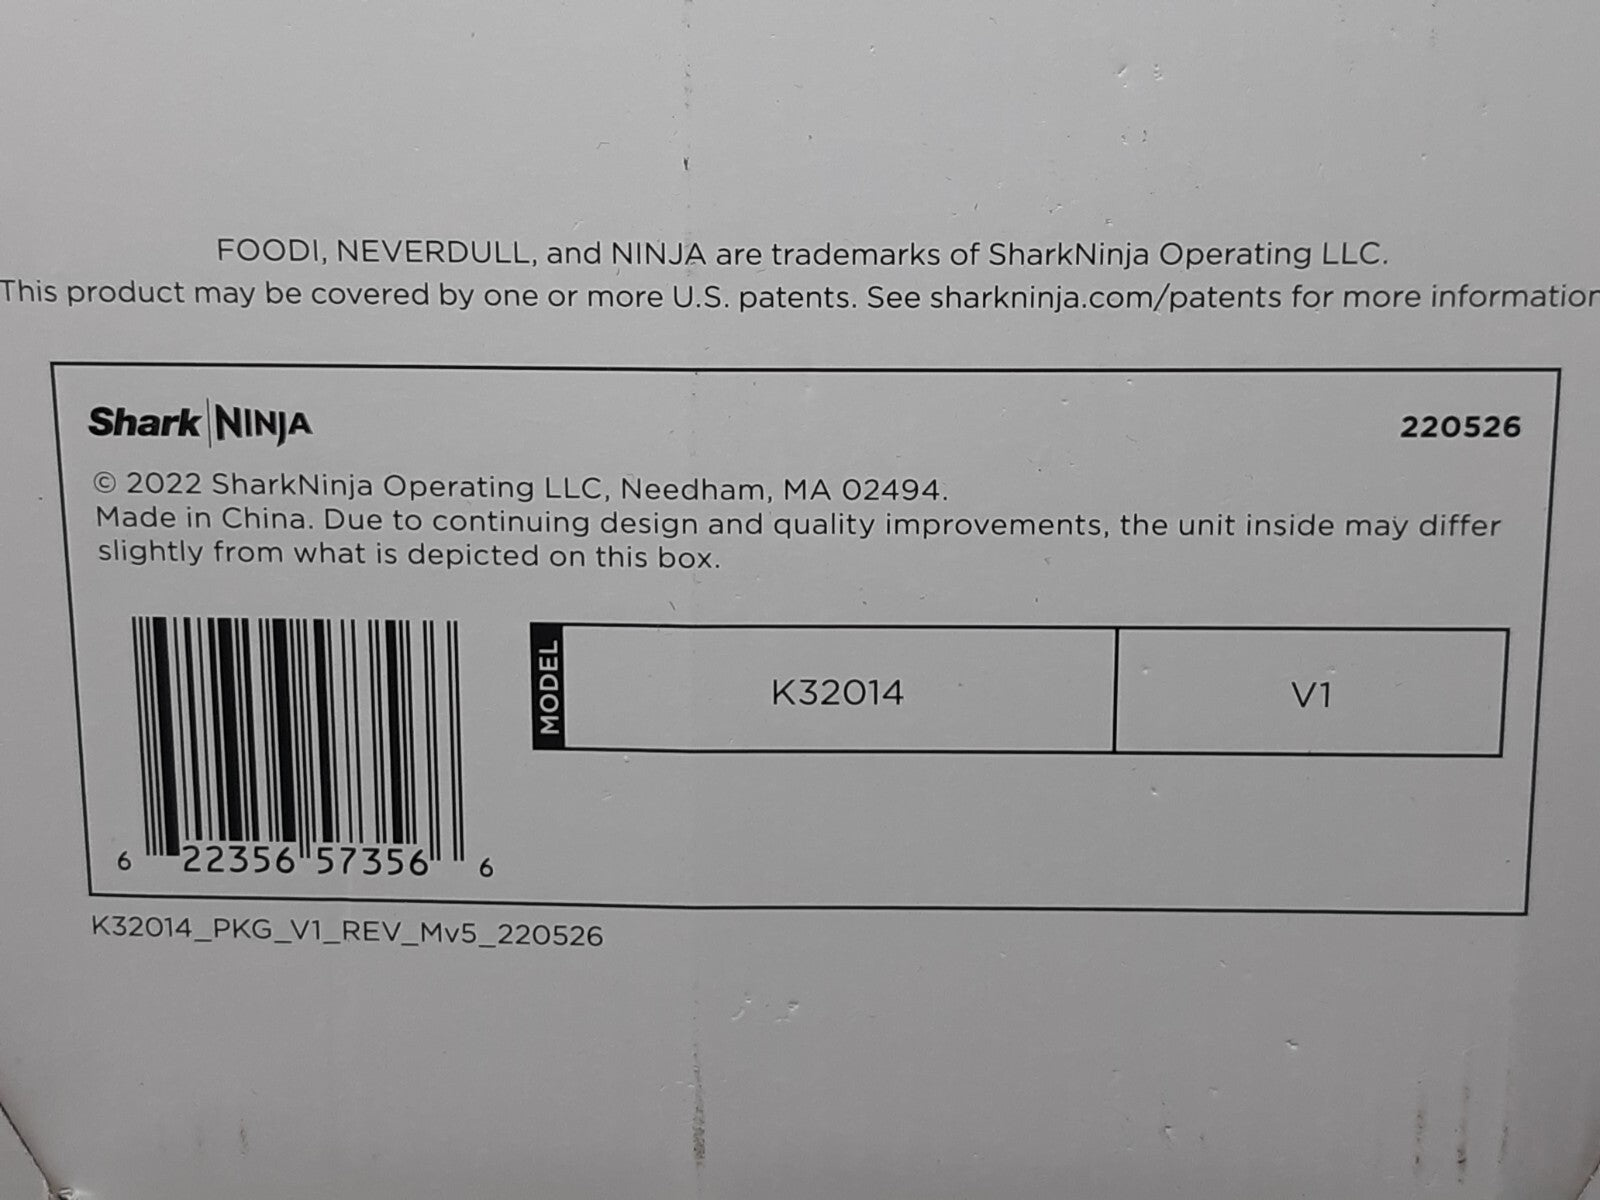 FOODI, NEVERDULL, and NINJA are trademarks of SharkNinja Operating LLC.
This product may be covered by one or more U.S. patents. See sharkninja.com/patents for more information
Shark NINJA
220526
© 2022 SharkNinja Operating LLC, Needham, MA 02494.
Made in China. Due to continuing design and quality improvements, the unit inside may differ
slightly from what is depicted on this box.
MODEL
K32014
V1
6 22356 57356 6
K32014_PKG_V1_REV_Mv5_220526